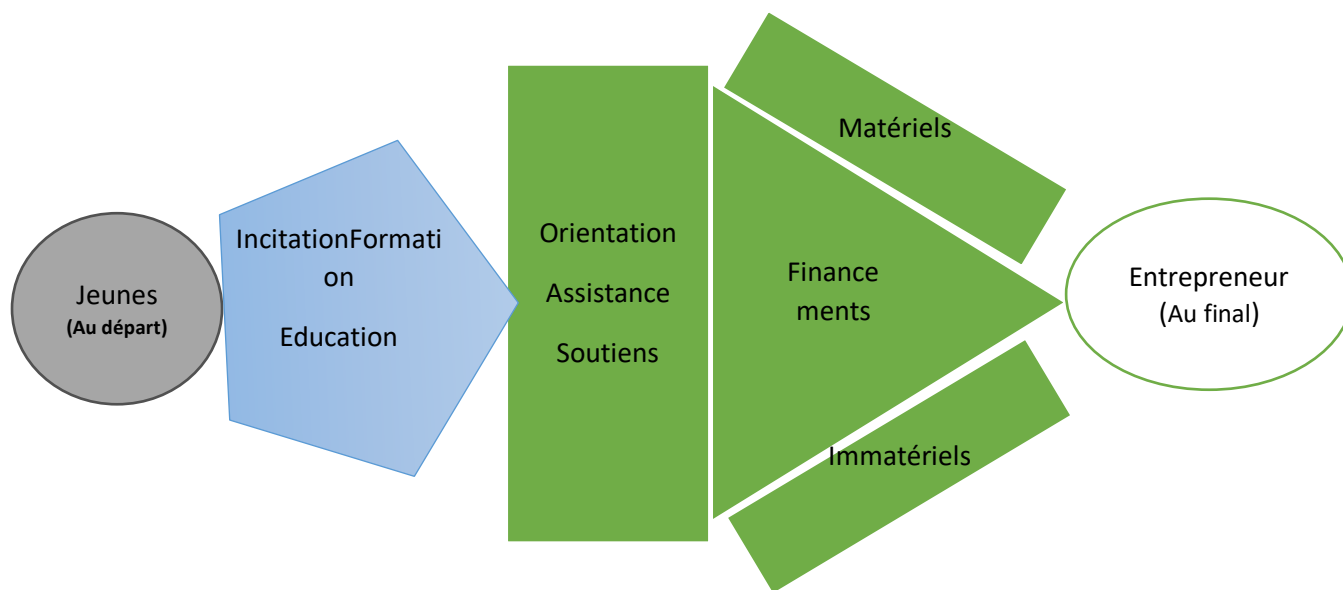 Jeunes
(Au départ)
IncitationFormati
on
Education
Orientation
Assistance
Soutiens
Finance
ments
Matériels
Immatériels
Entrepreneur
(Au final)